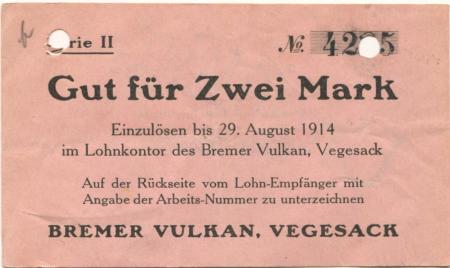 Serie II № 42
Gut für Zwei Mark
Einzulösen bis 29. August 1914
im Lohnkontor des Bremer Vulkan, Vegesack
Auf der Rückseite vom Lohn-Empfänger mit
Angabe der Arbeits-Nummer zu unterzeichnen
BREMER VULKAN, VEGESACK